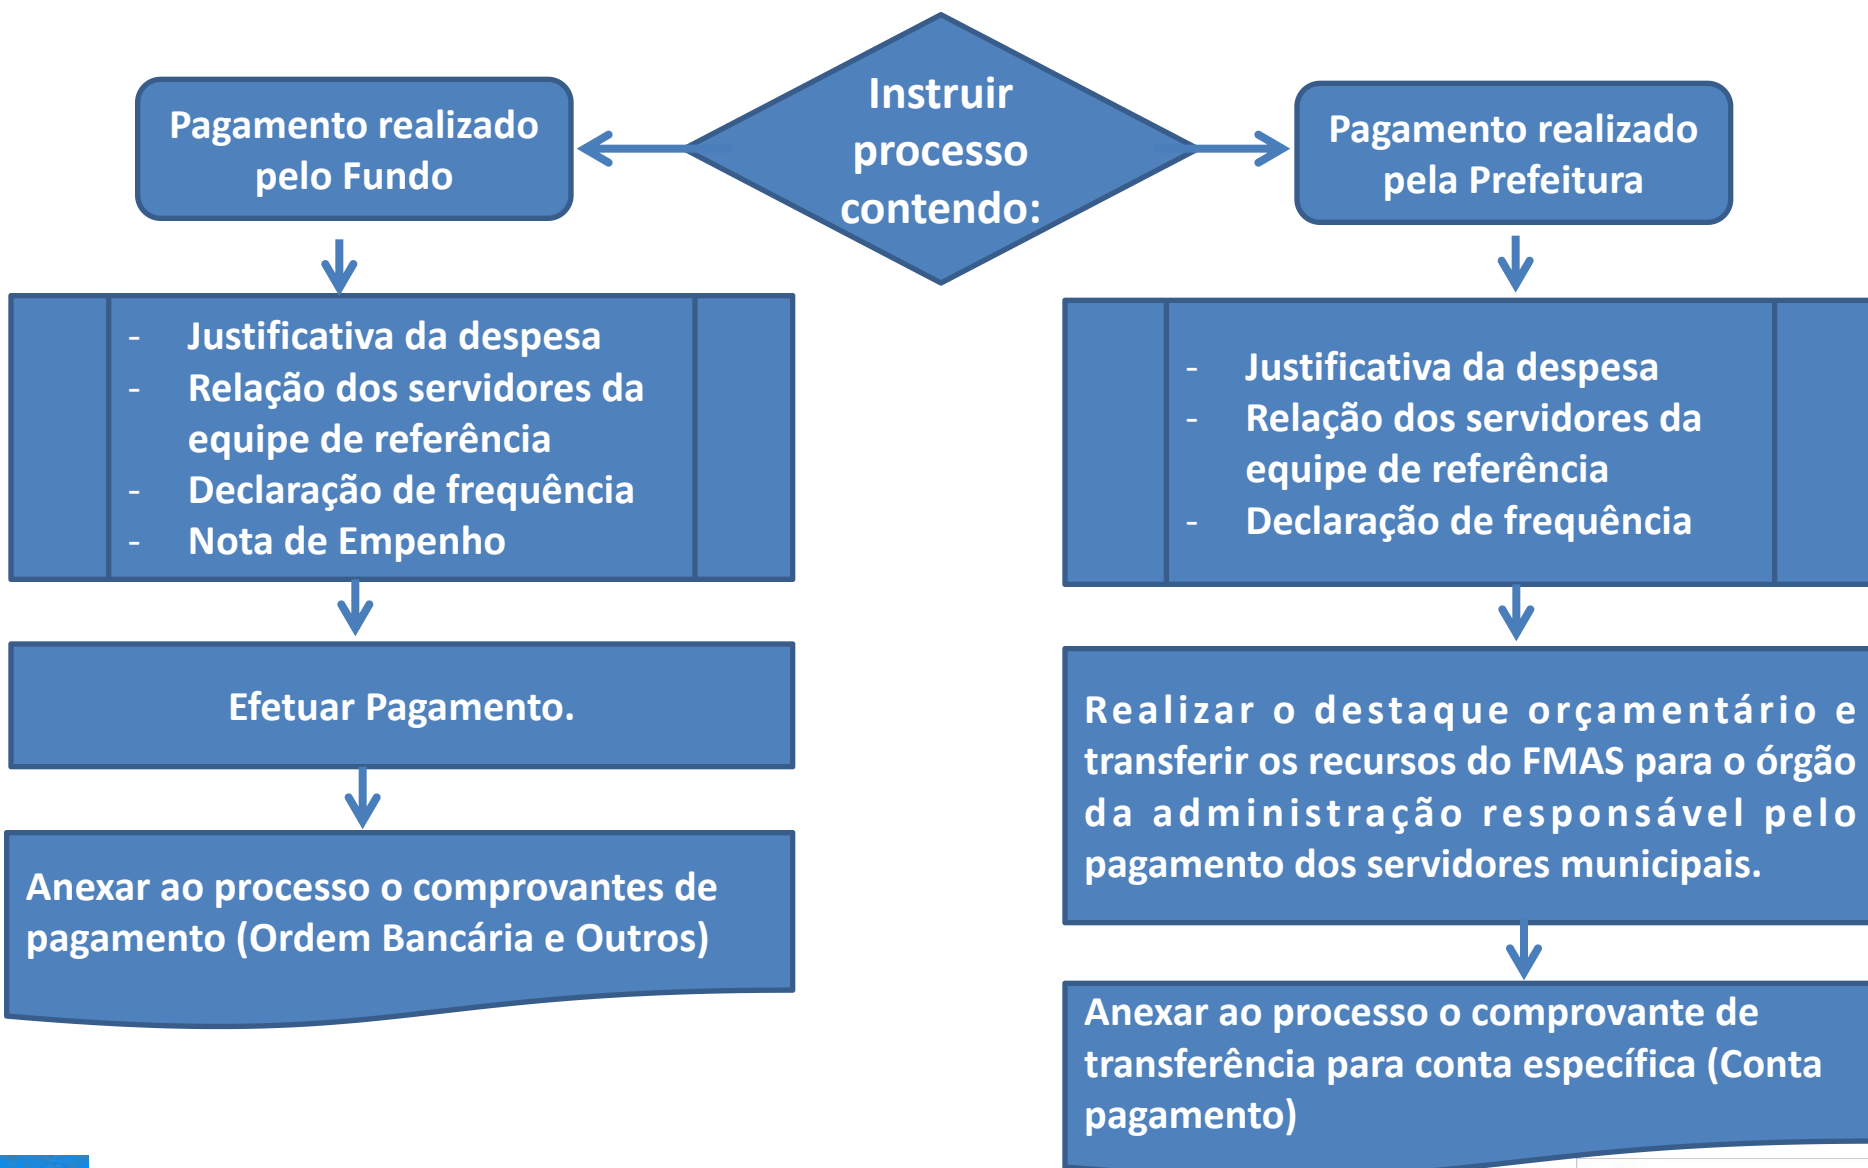 Instruir
processo
contendo:
Pagamento realizado
pelo Fundo
- Justificativa da despesa
- Relação dos servidores da
equipe de referência
- Declaração de frequência
- Nota de Empenho
Efetuar Pagamento.
Anexar ao processo o comprovantes de
pagamento (Ordem Bancária e Outros)
Pagamento realizado
pela Prefeitura
- Justificativa da despesa
- Relação dos servidores da
equipe de referência
- Declaração de frequência
Realizar o destaque orçamentário e
transferir os recursos do FMAS para o órgão
da administração responsável pelo
pagamento dos servidores municipais.
Anexar ao processo o comprovante de
transferência para conta específica (Conta
pagamento)